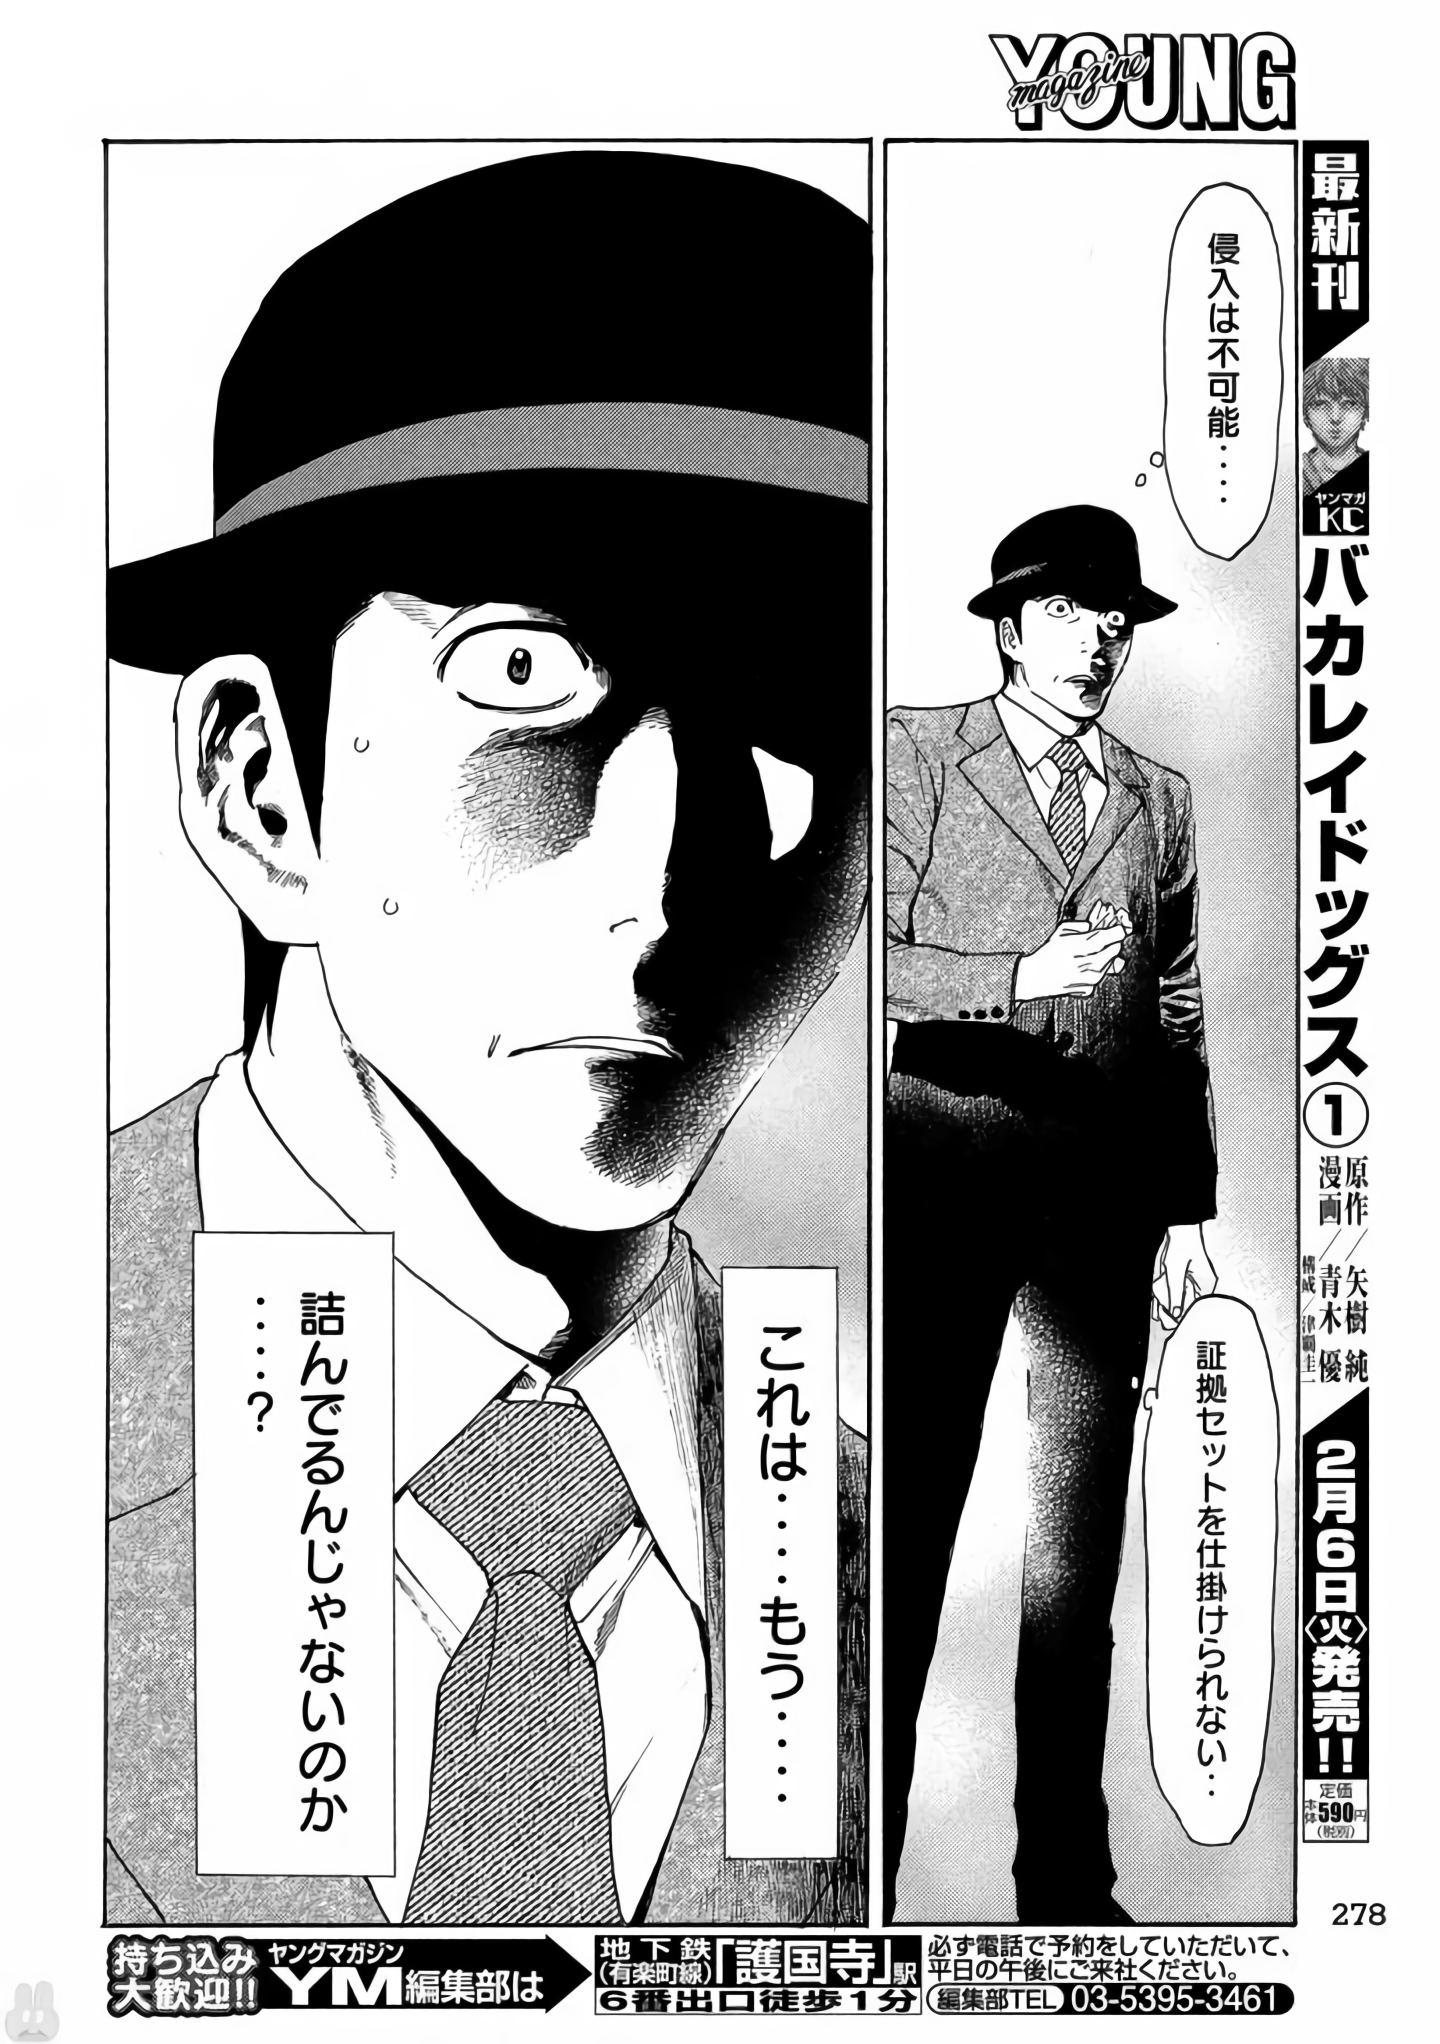 YOUNG
magazine
最新刊
ヤンマガ
KC
バカレイドッグス①
原作／矢樹 純
漫画／青木 優
2月6日〈火〉発売!!
定価
本体590円
(税別)
侵入は不可能‥‥
証拠セットを仕掛けられない‥
これは‥‥もう‥‥
詰んでるんじゃないのか
‥‥?
278
持ち込み
大歓迎!!
ヤングマガジン
YM編集部は
地下鉄
(有楽町線)「護国寺」駅
6番出口徒歩1分
必ず電話で予約をしていただいて、
平日の午後にご来社ください。
編集部TEL 03-5395-3461